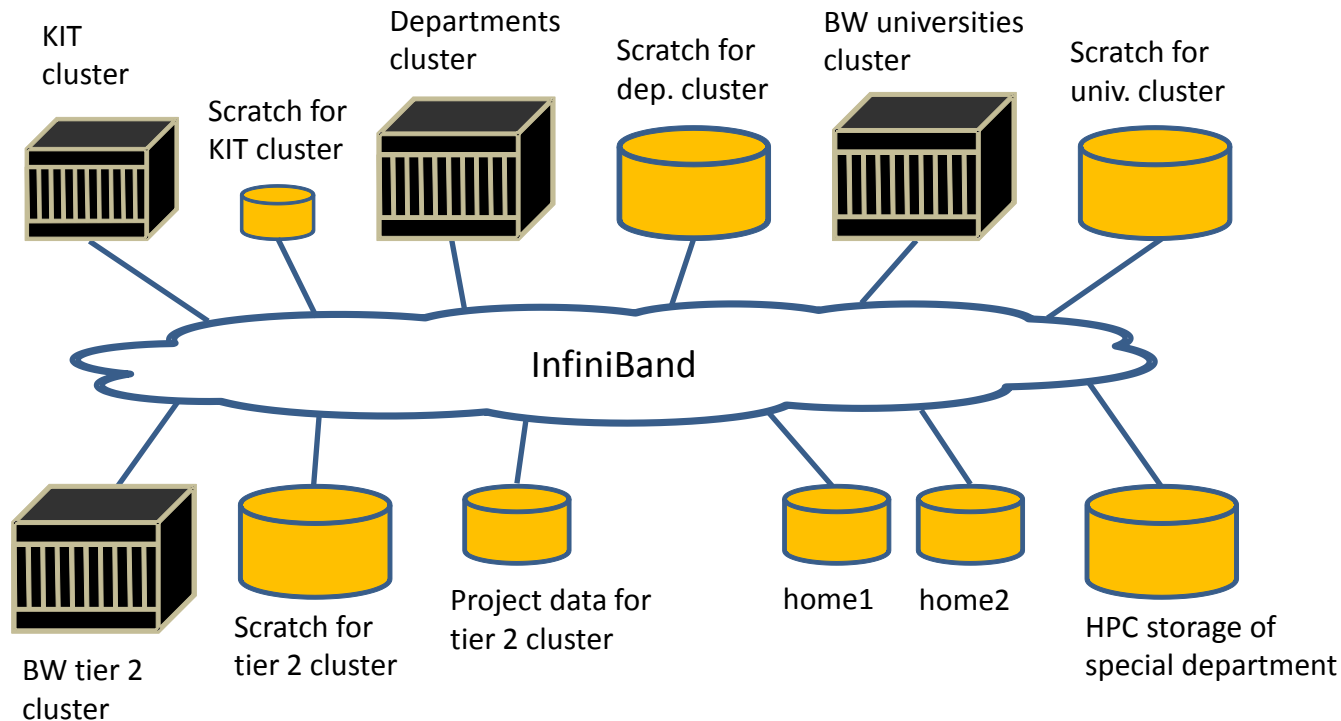 KIT
cluster
Scratch for
KIT cluster
Departments
cluster
Scratch for
dep. cluster
BW universities
cluster
Scratch for
univ. cluster
InfiniBand
BW tier 2
cluster
Scratch for
tier 2 cluster
Project data for
tier 2 cluster
home1
home2
HPC storage of
special department